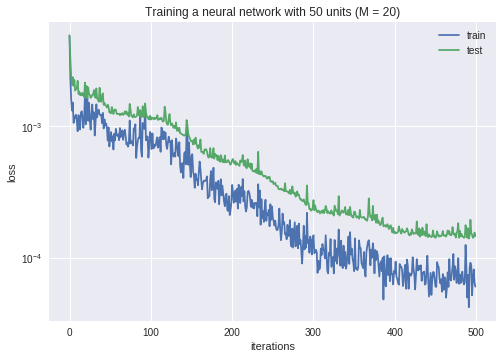 Training a neural network with 50 units (M = 20)
train
test
10⁻³
10⁻⁴
loss
0
100
200
300
400
500
iterations